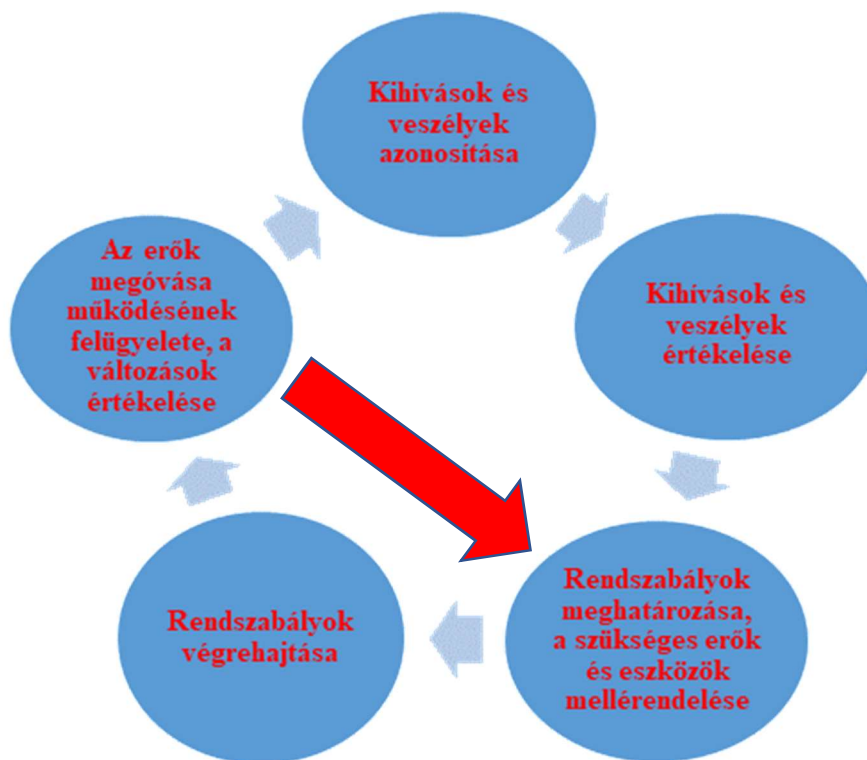 Kihívások és
veszélyek
azonosítása
Kihívások és
veszélyek
értékelése
Rendszabályok
meghatározása,
a szükséges erők
és eszközök
mellérendelése
Rendszabályok
végrehajtása
Az erők
megóvása
működésének
felügyelete, a
változások
értékelése